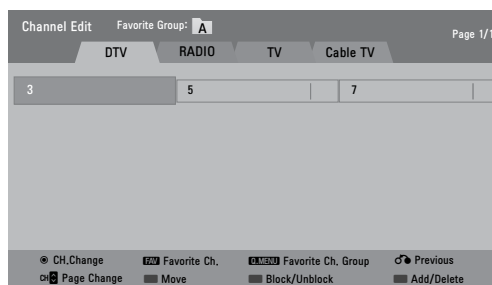 Channel Edit Favorite Group: A
Page 1/1
DTV RADIO TV Cable TV
3 5 7
CH.Change FAV Favorite Ch. Q.MENU Favorite Ch. Group Previous
CH Page Change Move Block/Unblock Add/Delete